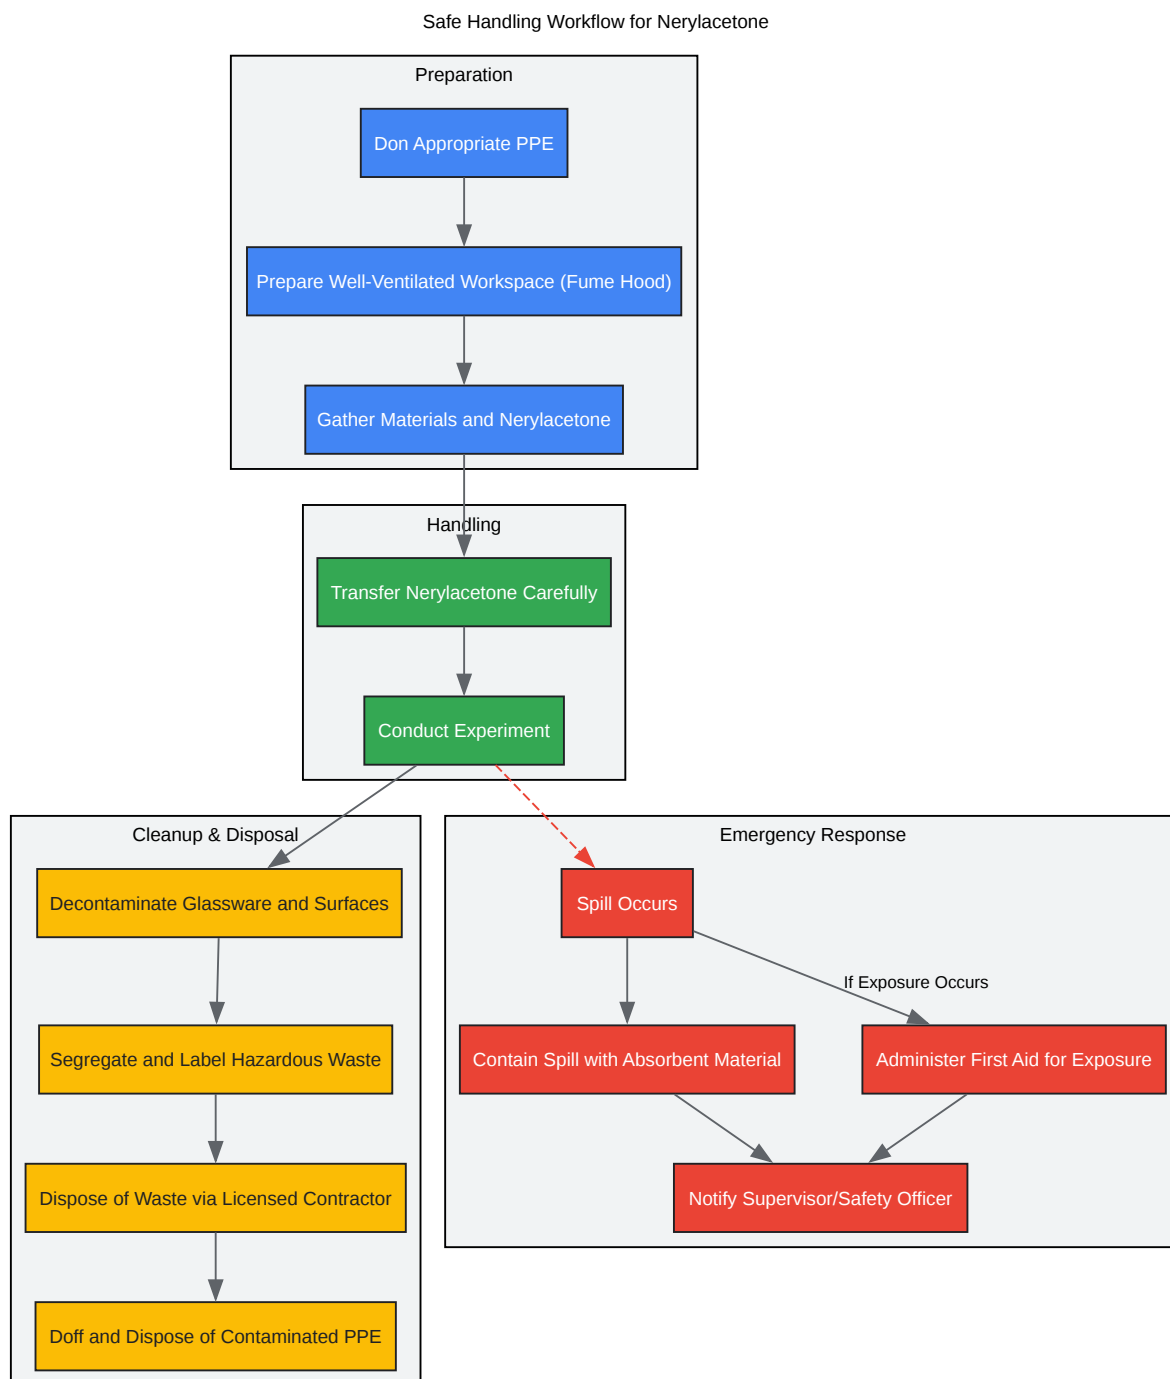 Safe Handling Workflow for Nerylacetone
Preparation
Don Appropriate PPE
Prepare Well-Ventilated Workspace (Fume Hood)
Gather Materials and Nerylacetone
Handling
Transfer Nerylacetone Carefully
Conduct Experiment
Cleanup & Disposal
Decontaminate Glassware and Surfaces
Segregate and Label Hazardous Waste
Dispose of Waste via Licensed Contractor
Doff and Dispose of Contaminated PPE
Emergency Response
Spill Occurs
If Exposure Occurs
Contain Spill with Absorbent Material
Administer First Aid for Exposure
Notify Supervisor/Safety Officer